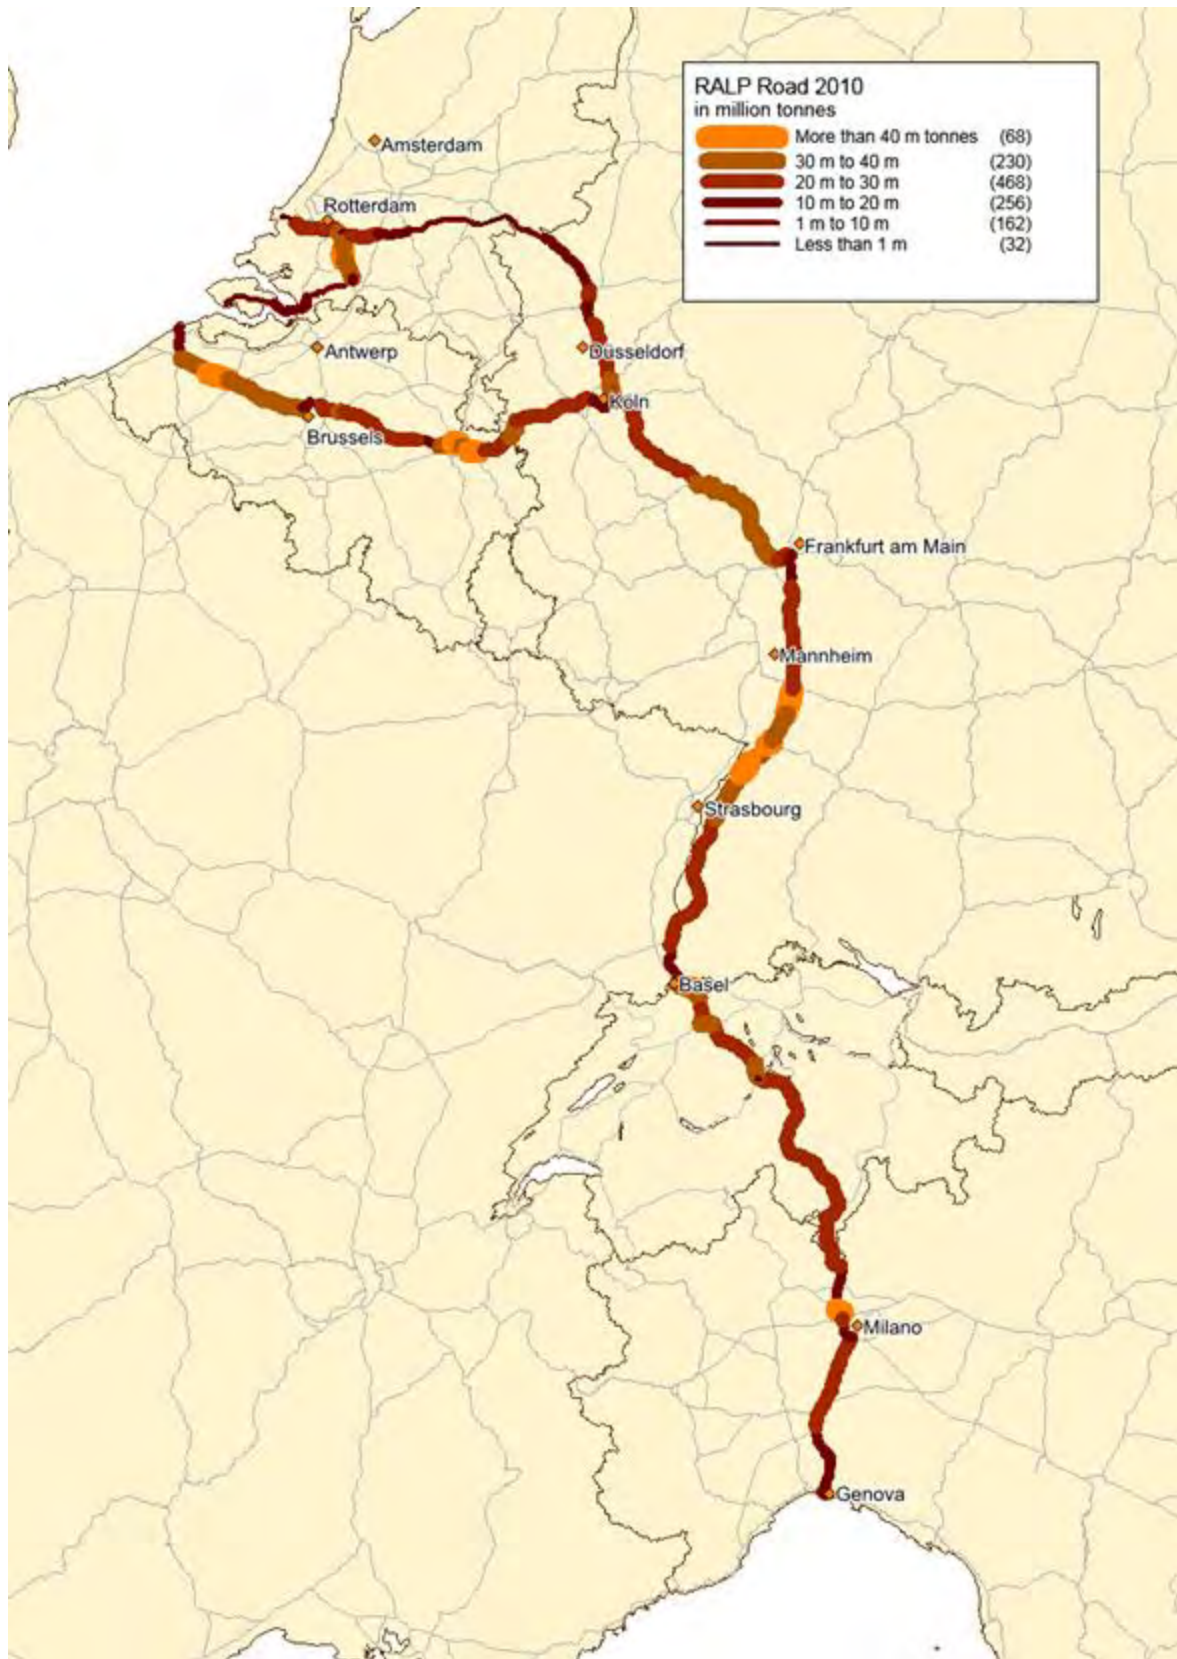 RALP Road 2010
in million tonnes
More than 40 m tonnes (68)
30 m to 40 m (230)
20 m to 30 m (468)
10 m to 20 m (256)
1 m to 10 m (162)
Less than 1 m (32)
Amsterdam
Rotterdam
Antwerp
Düsseldorf
Köln
Brussels
Frankfurt am Main
Mannheim
Strasbourg
Basel
Milano
Genova